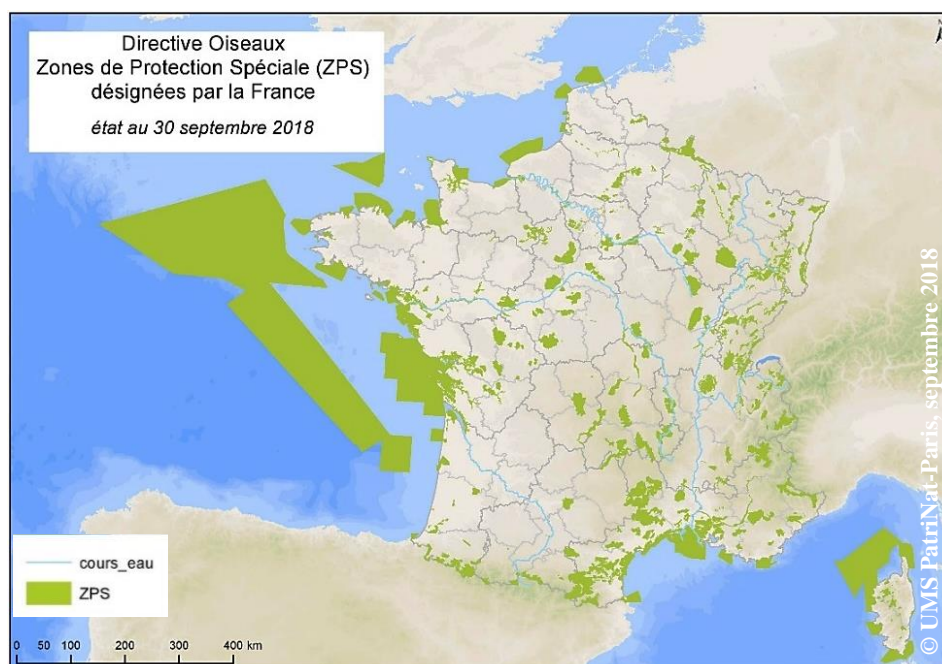 Directive Oiseaux
Zones de Protection Spéciale (ZPS)
désignées par la France
état au 30 septembre 2018
cours_eau
ZPS
0 50 100 200 300 400 km
© UMS PatriNat-Paris, septembre 2018